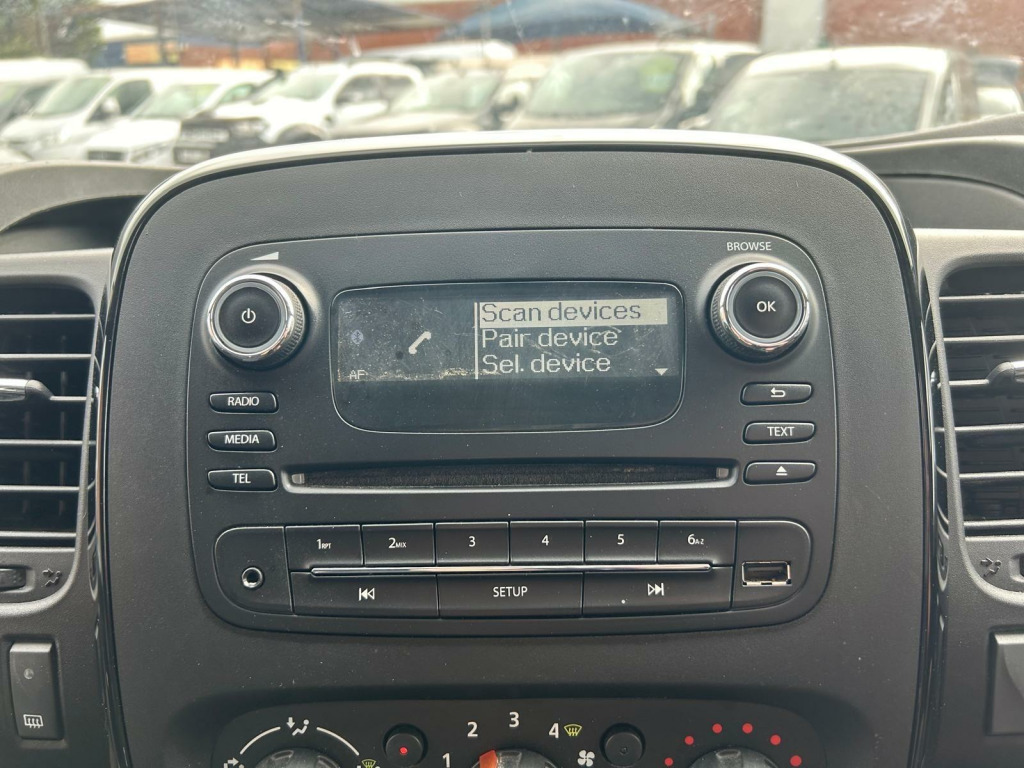 BROWSE
OK
Scan devices
Pair device
Sel. device
AF
RADIO
MEDIA
TEXT
TEL
1RPT
2MIX
3
4
5
6A-Z
SETUP
1
2
3
4